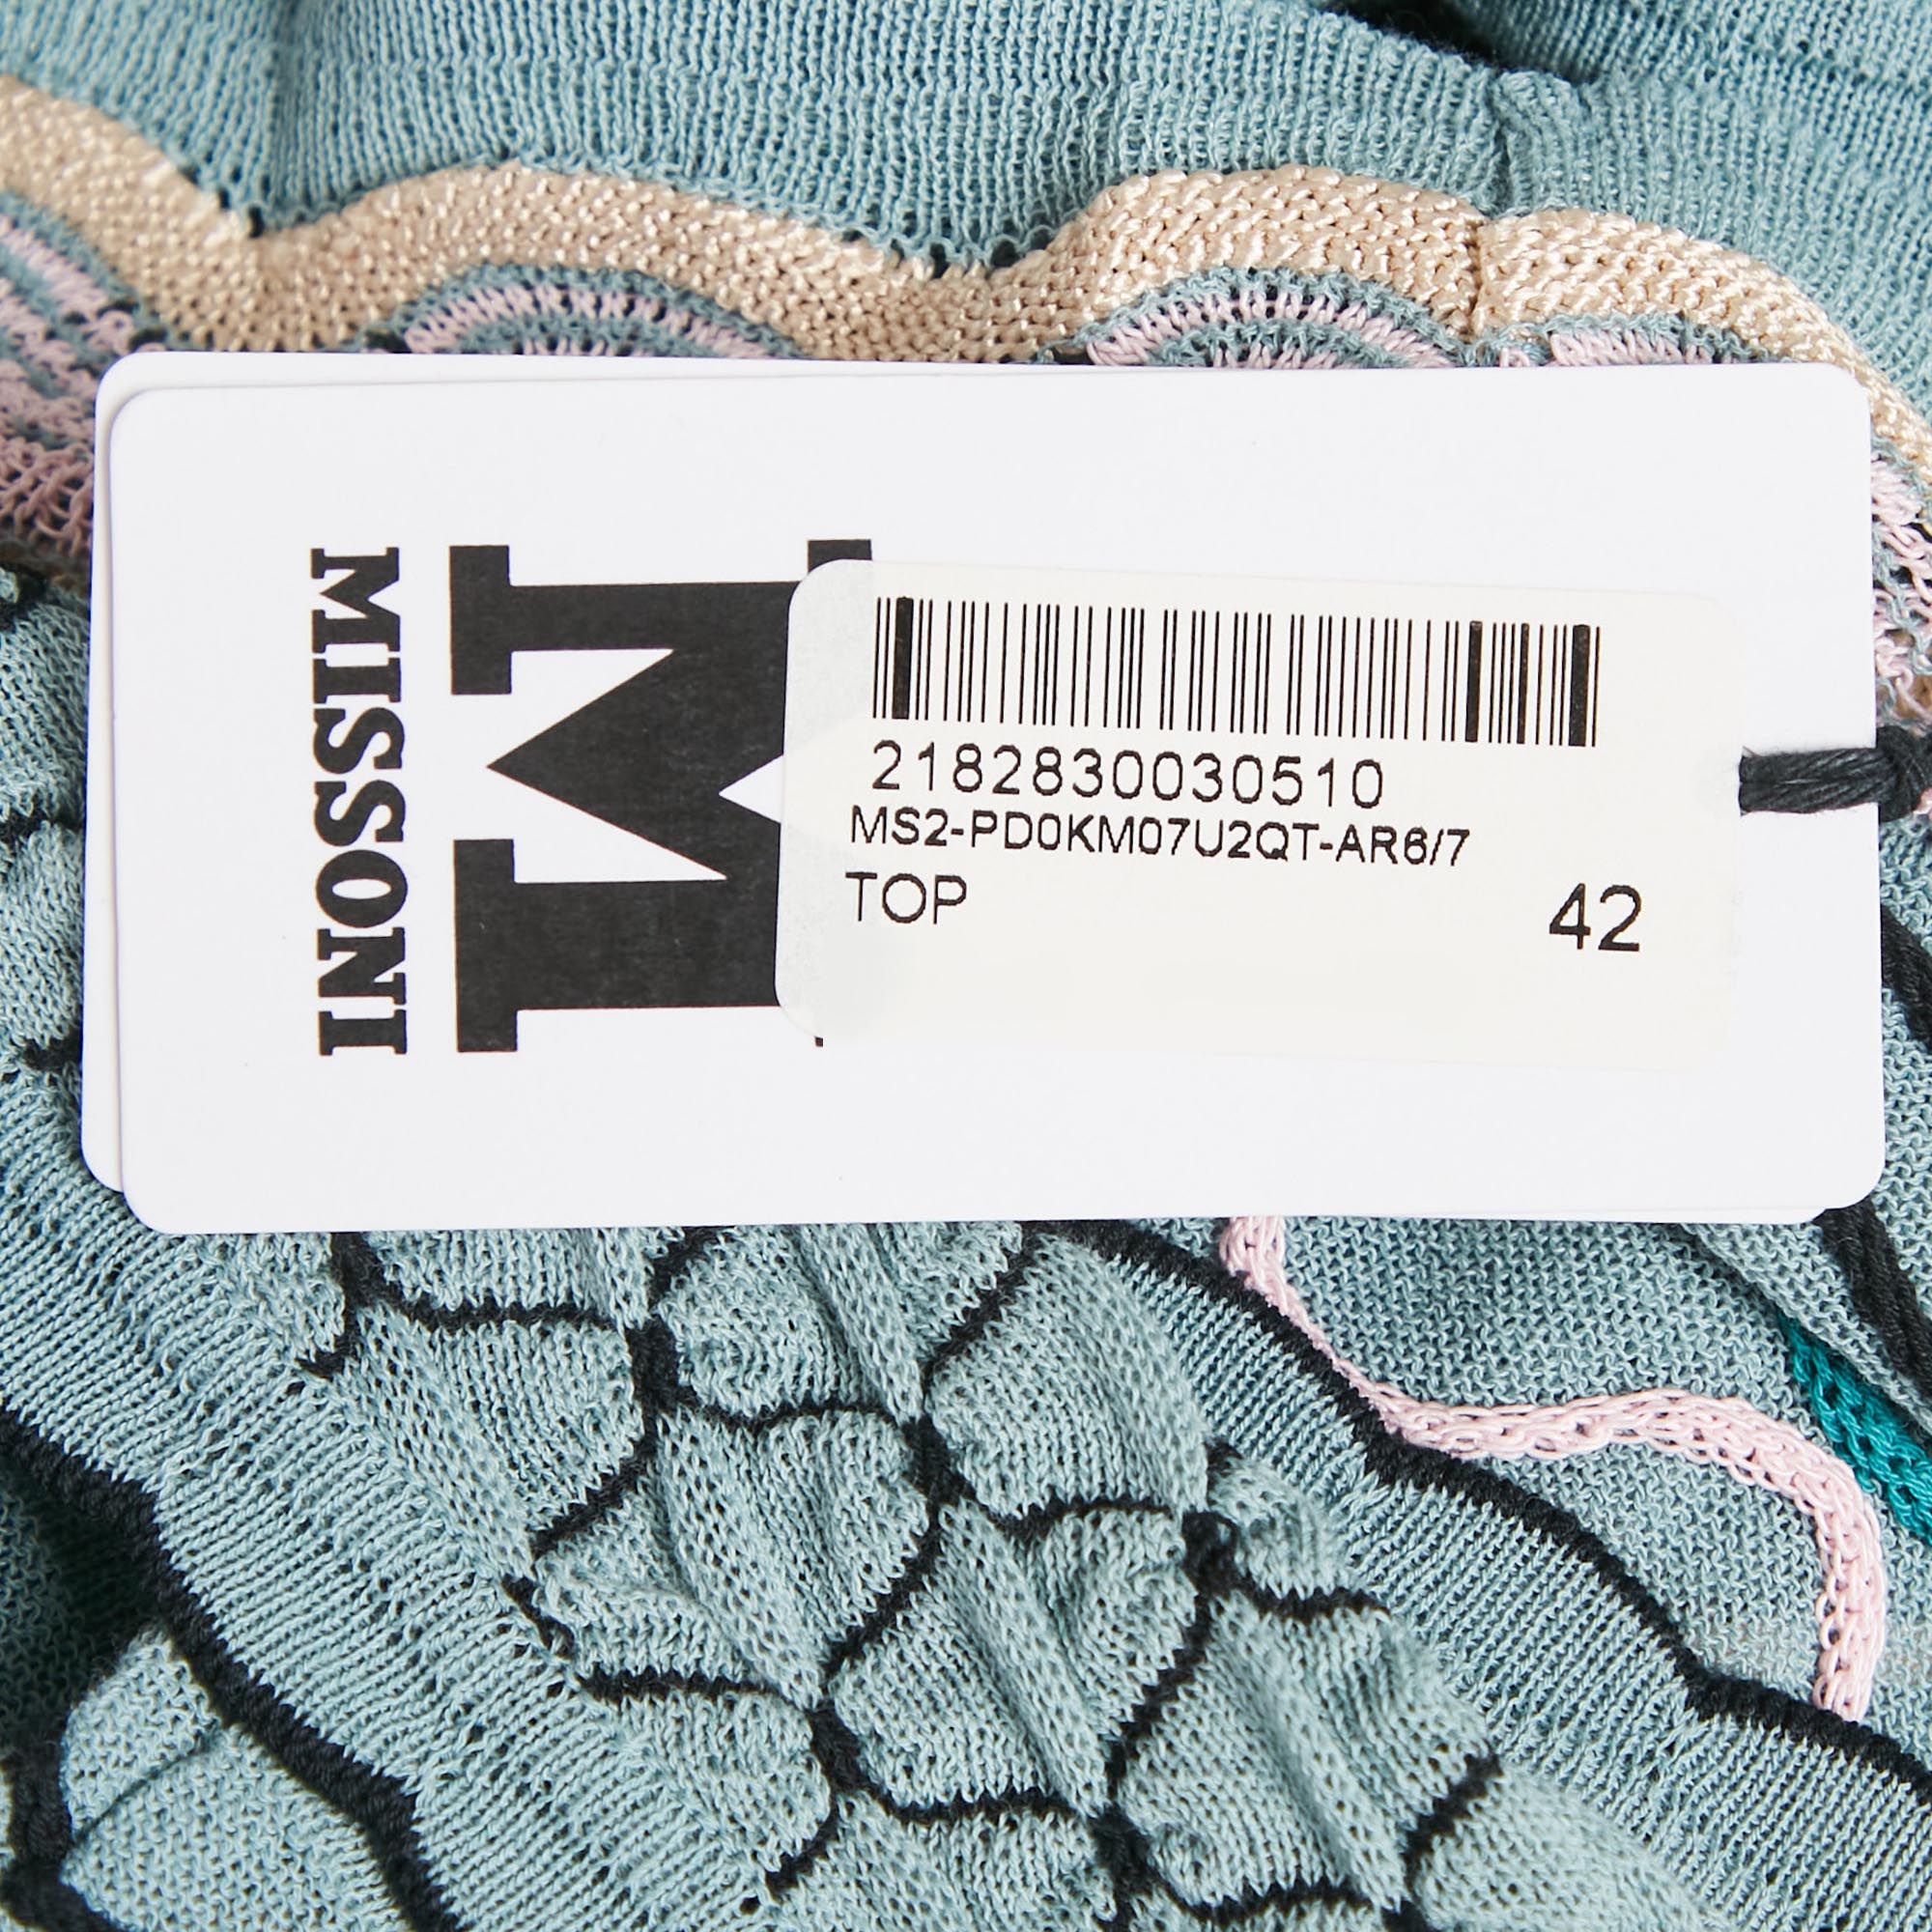 M MISSONI
2182830030510
MS2-PD0KM07U2QT-AR6/7
TOP 42